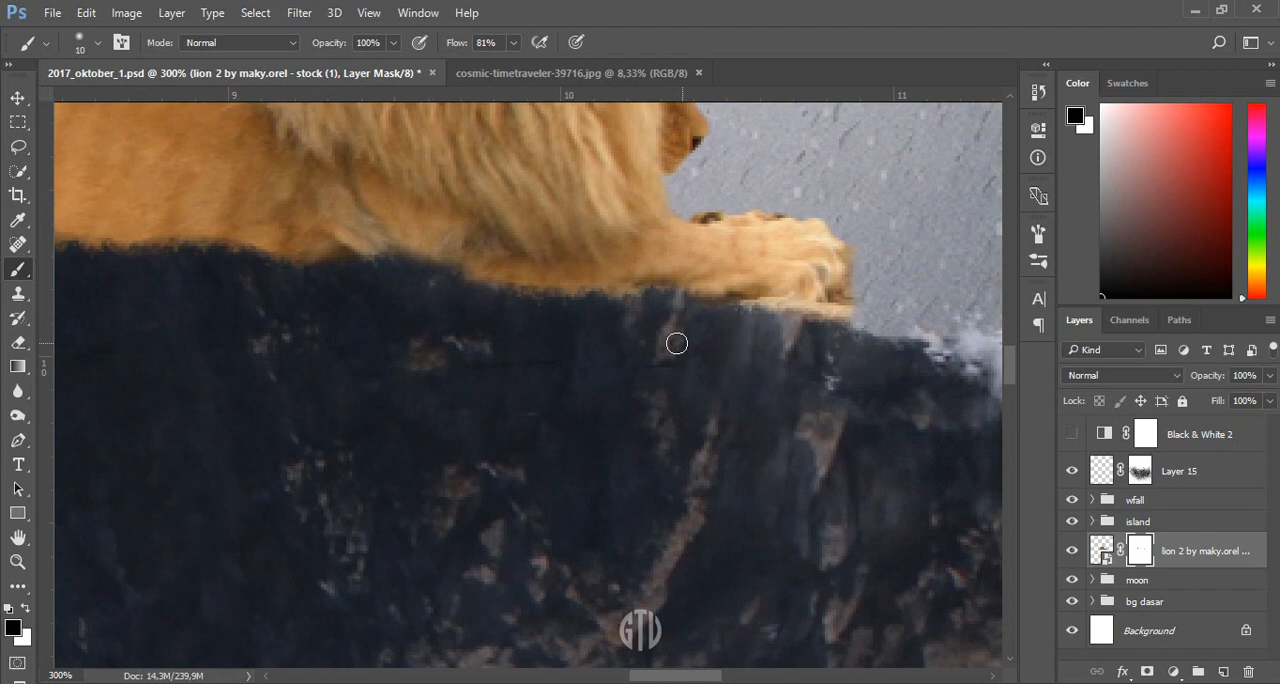 Ps File Edit Image Layer Type Select Filter 3D View Window Help
10 Mode: Normal Opacity: 100% Flow: 81%
2017_oktober_1.psd @ 300% (lion 2 by maky.orel - stock (1), Layer Mask/8) * × cosmic-timetraveler-39716.jpg @ 8,33% (RGB/8) ×
9 10 11
Color Swatches
10
Layers Channels Paths
Kind
Normal Opacity: 100%
Lock: Fill: 100%
Black & White 2
Layer 15
wfall
island
lion 2 by maky.orel ...
moon
bg dasar
Background
GTU
300% Doc: 14,3M/239,9M